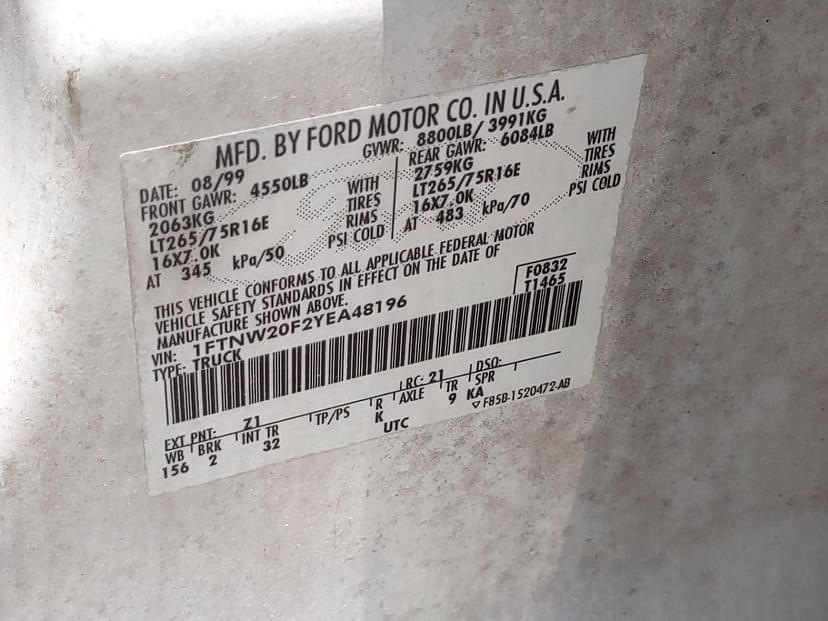 MFD. BY FORD MOTOR CO. IN U.S.A.
DATE: 08/99 GVWR: 8800LB/ 3991KG
FRONT GAWR: 4550LB REAR GAWR: 6084LB
2063KG WITH 2759KG WITH
LT265/75R16E TIRES LT265/75R16E TIRES
16X7.0K RIMS 16X7.0K RIMS
AT 345 kPa/50 PSI COLD AT 483 kPa/70 PSI COLD
THIS VEHICLE CONFORMS TO ALL APPLICABLE FEDERAL MOTOR
VEHICLE SAFETY STANDARDS IN EFFECT ON THE DATE OF
MANUFACTURE SHOWN ABOVE.
F0832
VIN: 1FTNW20F2YEA48196 T1465
TYPE: TRUCK
EXT PNT: Z1 RC: 21 DSO:
WB BRK INT TR TP/PS R AXLE TR SPR
156 2 32 K 9 KA
UTC ▽ F85B-1520472-AB